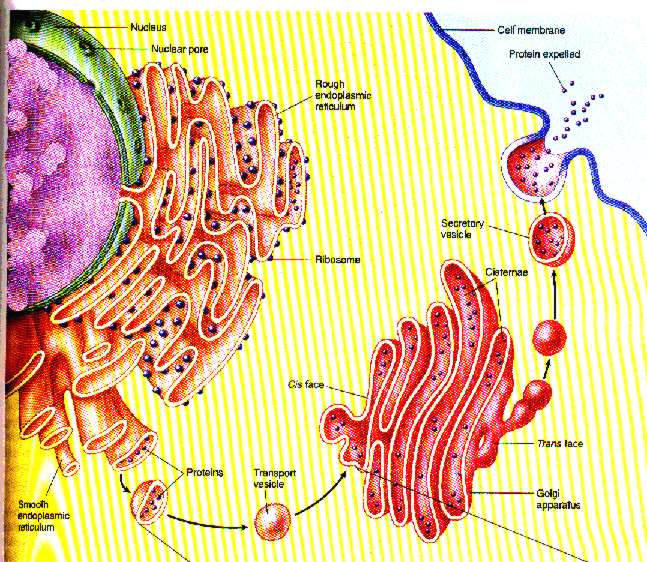 Nucleus
Nuclear pore
Cell membrane
Protein expelled
Rough
endoplasmic
reticulum
Secretory
vesicle
Ribosome
Cisternae
Cis face
Trans face
Proteins
Transport
vesicle
Golgi
apparatus
Smooth
endoplasmic
reticulum